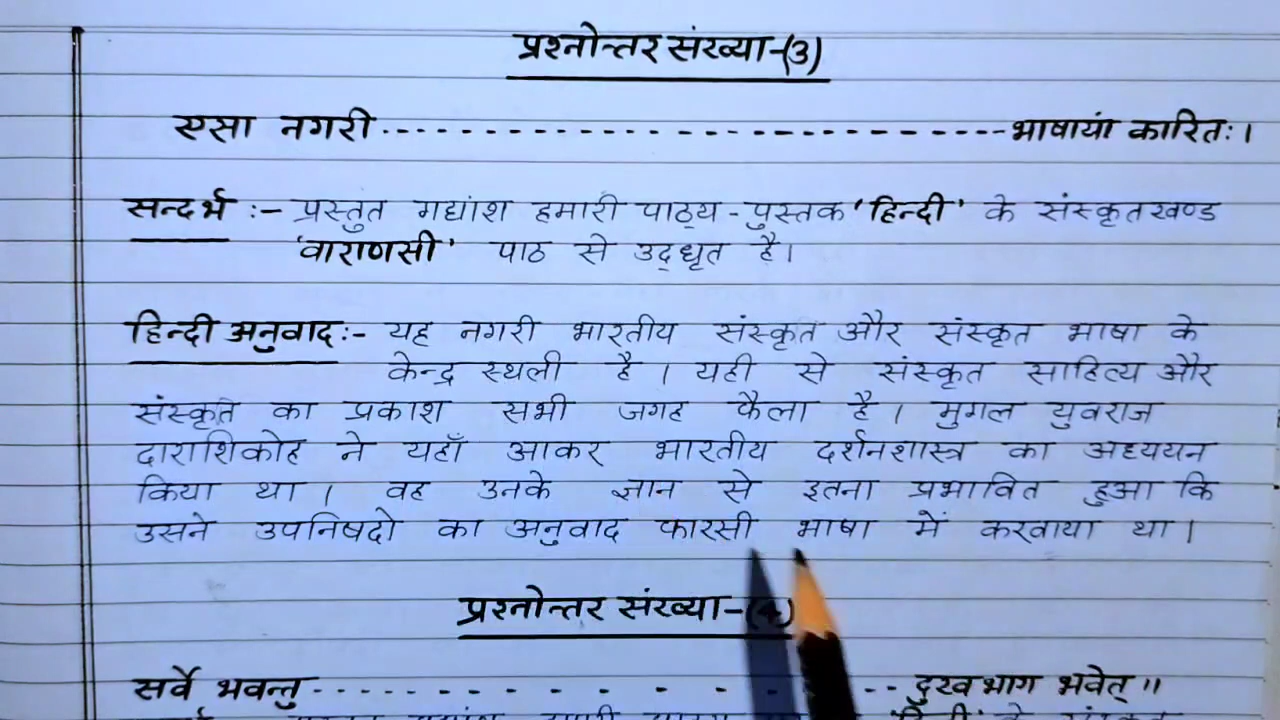 प्रश्नोत्तर संख्या-(3)
एसा नगरी.................................भाषायां कारितः।
सन्दर्भ :- प्रस्तुत गद्यांश हमारी पाठ्य-पुस्तक 'हिन्दी' के संस्कृतखण्ड
'वाराणसी' पाठ से उद्धृत है।
हिन्दी अनुवाद:- यह नगरी भारतीय संस्कृत और संस्कृत भाषा के
केन्द्र स्थली है। यही से संस्कृत साहित्य और
संस्कृत का प्रकाश सभी जगह फैला है। मुगल युवराज
दाराशिकोह ने यहाँ आकर भारतीय दर्शनशास्त्र का अध्ययन
किया था। वह उनके ज्ञान से इतना प्रभावित हुआ कि
उसने उपनिषदो का अनुवाद फारसी भाषा में करवाया था।
प्रश्नोत्तर संख्या-(4)
सर्वे भवन्तु................दुखभाग भवेत्॥